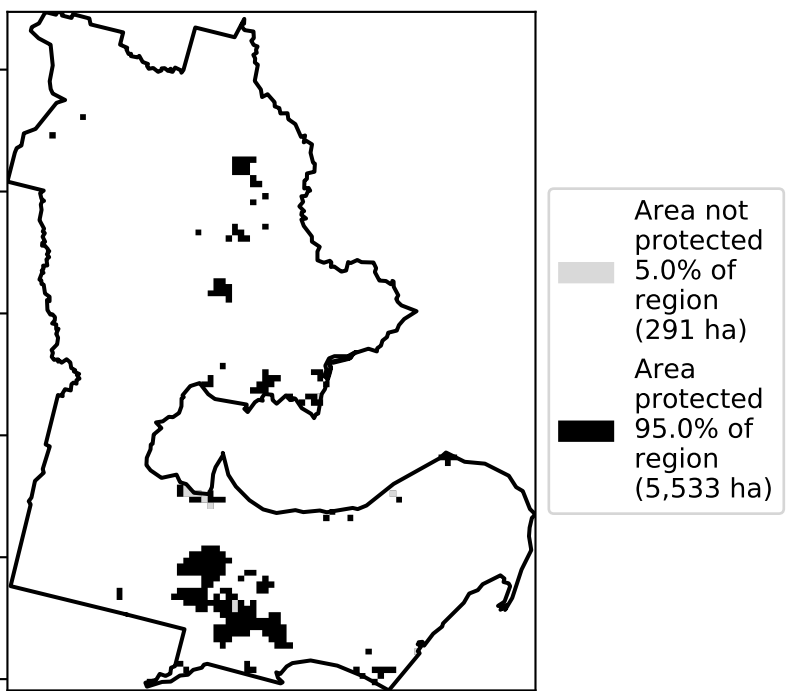 Area not
protected
5.0% of
region
(291 ha)
Area
protected
95.0% of
region
(5,533 ha)